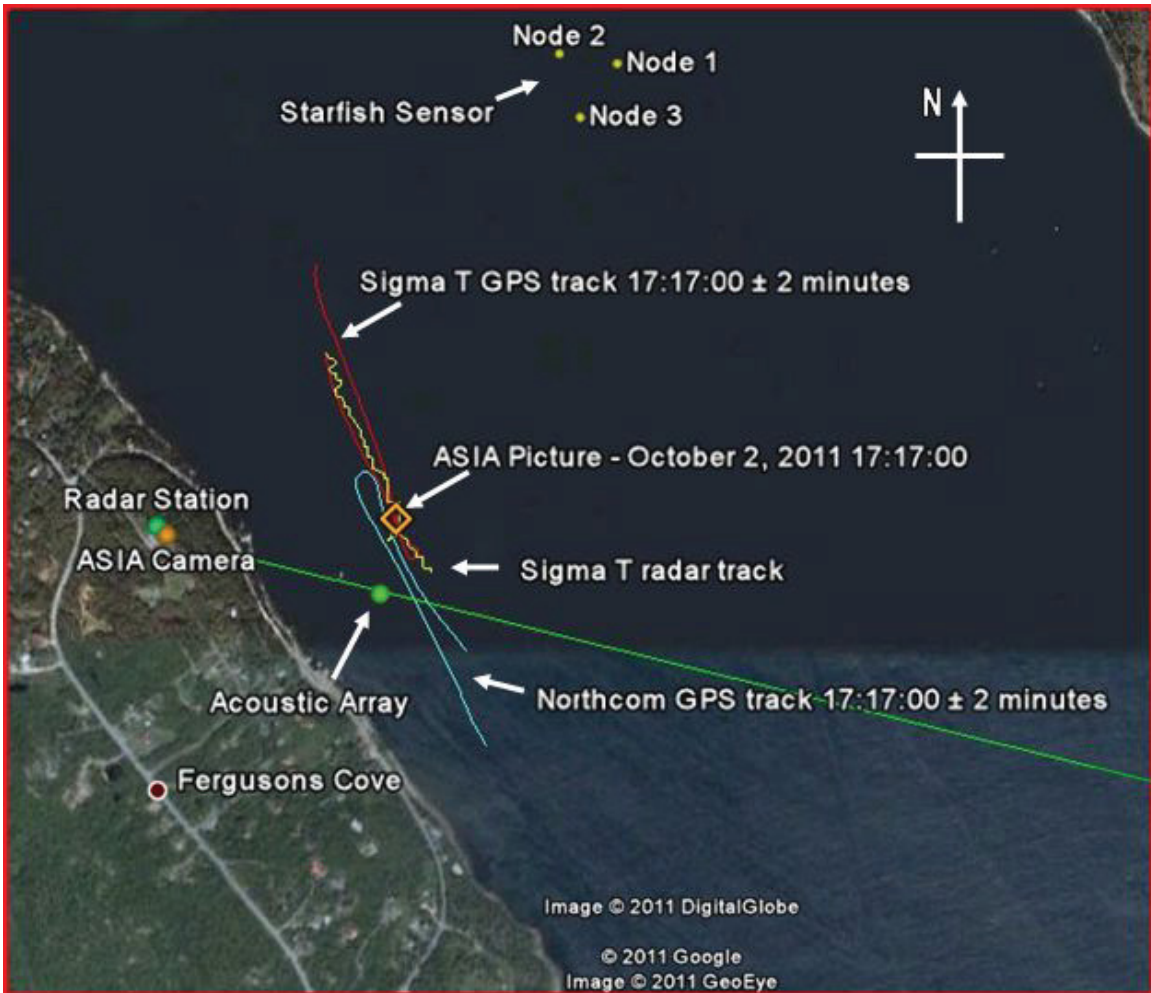 Node 2
Node 1
Starfish Sensor
Node 3
N
Sigma T GPS track 17:17:00 ± 2 minutes
ASIA Picture - October 2, 2011 17:17:00
Radar Station
ASIA Camera
Sigma T radar track
Acoustic Array
Northcom GPS track 17:17:00 ± 2 minutes
Fergusons Cove
Image © 2011 DigitalGlobe
© 2011 Google
Image © 2011 GeoEye